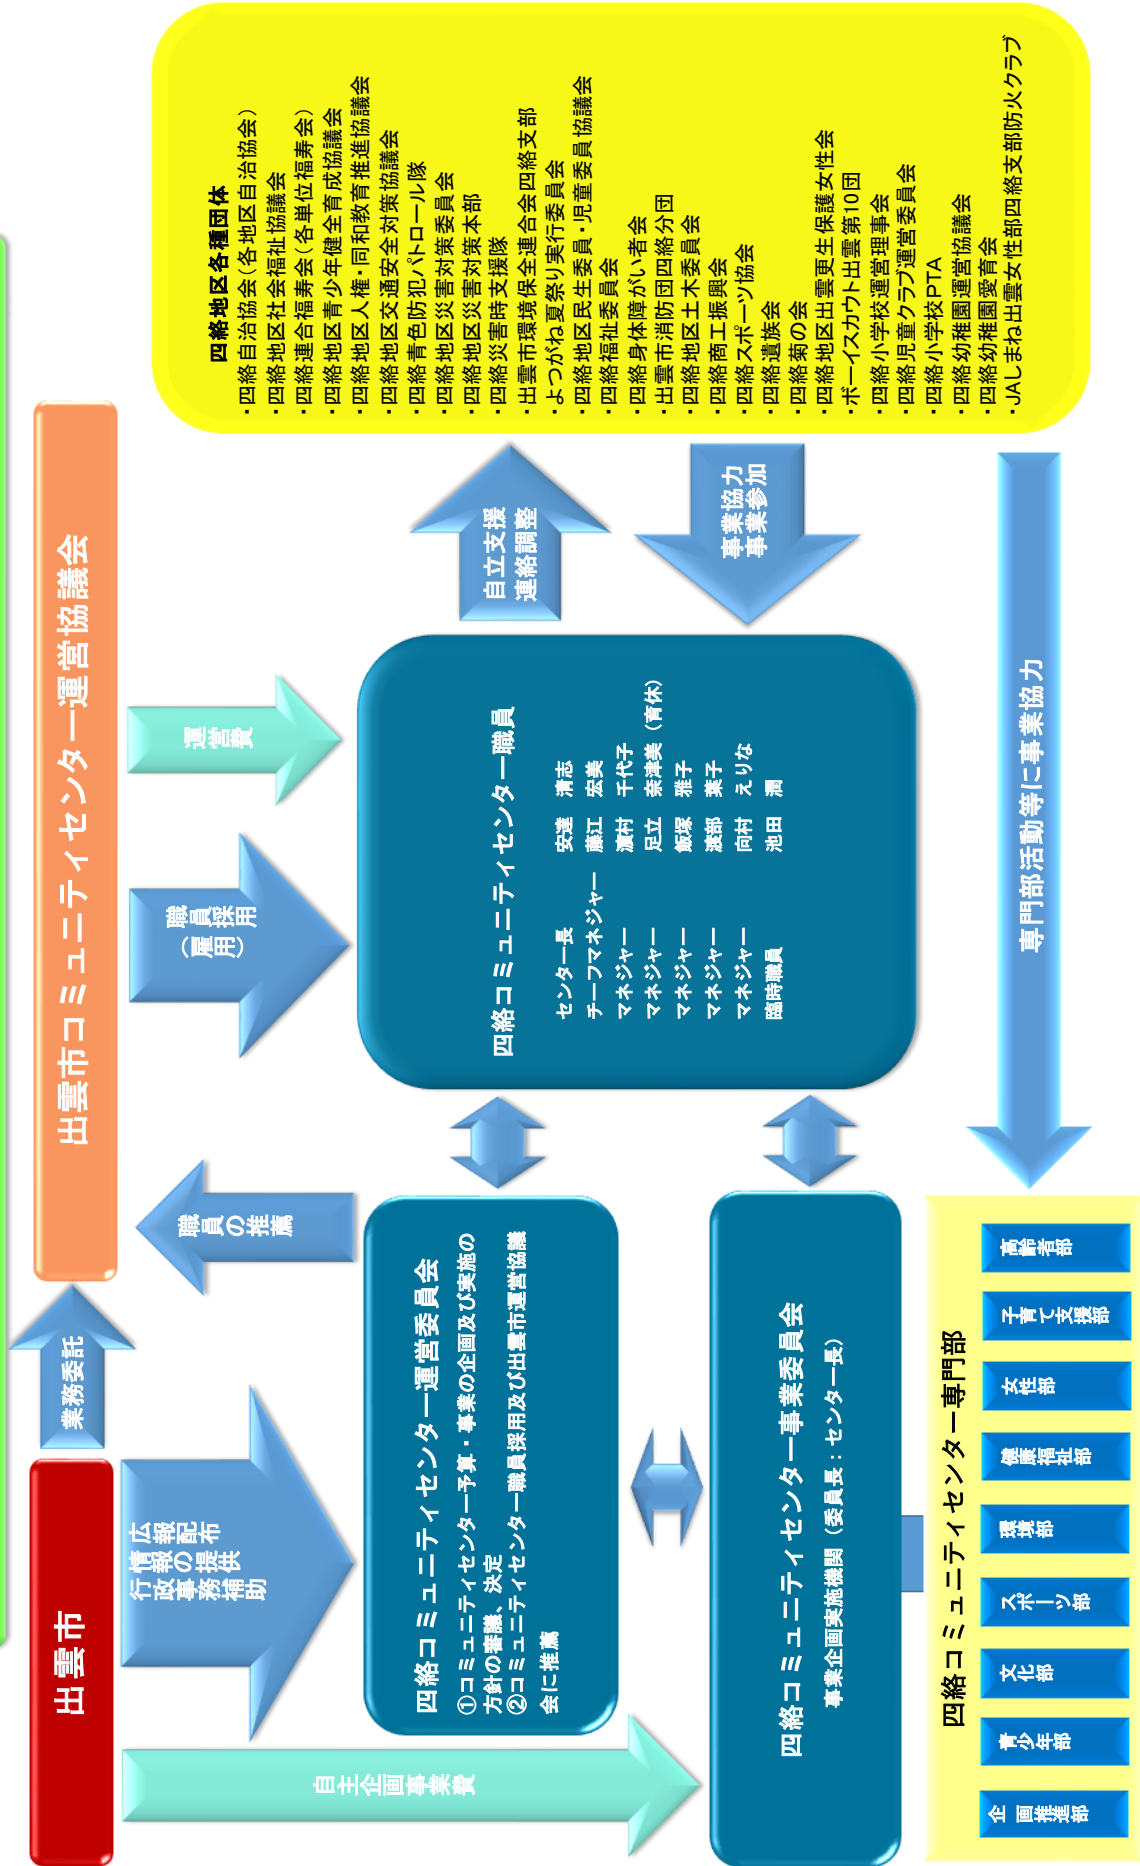 出雲市
業務委託
出雲市コミュニティセンター運営協議会
広報配布
情報の提供
行政事務補助
職員の推薦
職員採用
（雇用）
運営費
自主企画事業費
四絡コミュニティセンター運営委員会
①コミュニティセンター予算・事業の企画及び実施の
方針の審議、決定
②コミュニティセンター職員採用及び出雲市運営協議
会に推薦
四絡コミュニティセンター職員
センター長 安達 清志
チーフマネジャー 藤江 宏美
マネジャー 濵村 千代子
マネジャー 足立 奈津美（育休）
マネジャー 飯塚 雅子
マネジャー 渡部 葉子
マネジャー 向村 えりな
臨時職員 池田 潤
自立支援
連絡調整
事業協力
事業参加
四絡地区各種団体
・四絡自治協会（各地区自治協会）
・四絡地区社会福祉協議会
・四絡連合福寿会（各単位福寿会）
・四絡地区青少年健全育成協議会
・四絡地区人権・同和教育推進協議会
・四絡地区交通安全対策協議会
・四絡青色防犯パトロール隊
・四絡地区災害対策委員会
・四絡地区災害対策本部
・四絡災害時支援隊
・出雲市環境保全連合会四絡支部
・よつがね夏祭り実行委員会
・四絡地区民生委員・児童委員協議会
・四絡福祉委員会
・四絡身体障がい者会
・出雲市消防団四絡分団
・四絡地区土木委員会
・四絡商工振興会
・四絡スポーツ協会
・四絡遺族会
・四絡菊の会
・四絡地区出雲更生保護女性会
・ボーイスカウト出雲第10団
・四絡小学校運営理事会
・四絡児童クラブ運営委員会
・四絡小学校PTA
・四絡幼稚園運営協議会
・四絡幼稚園愛育会
・JAしまね出雲女性部四絡支部防火クラブ
四絡コミュニティセンター事業委員会
事業企画実施機関（委員長：センター長）
専門部活動等に事業協力
四絡コミュニティセンター専門部
企画推進部
青少年部
文化部
スポーツ部
環境部
健康福祉部
女性部
子育て支援部
高齢者部